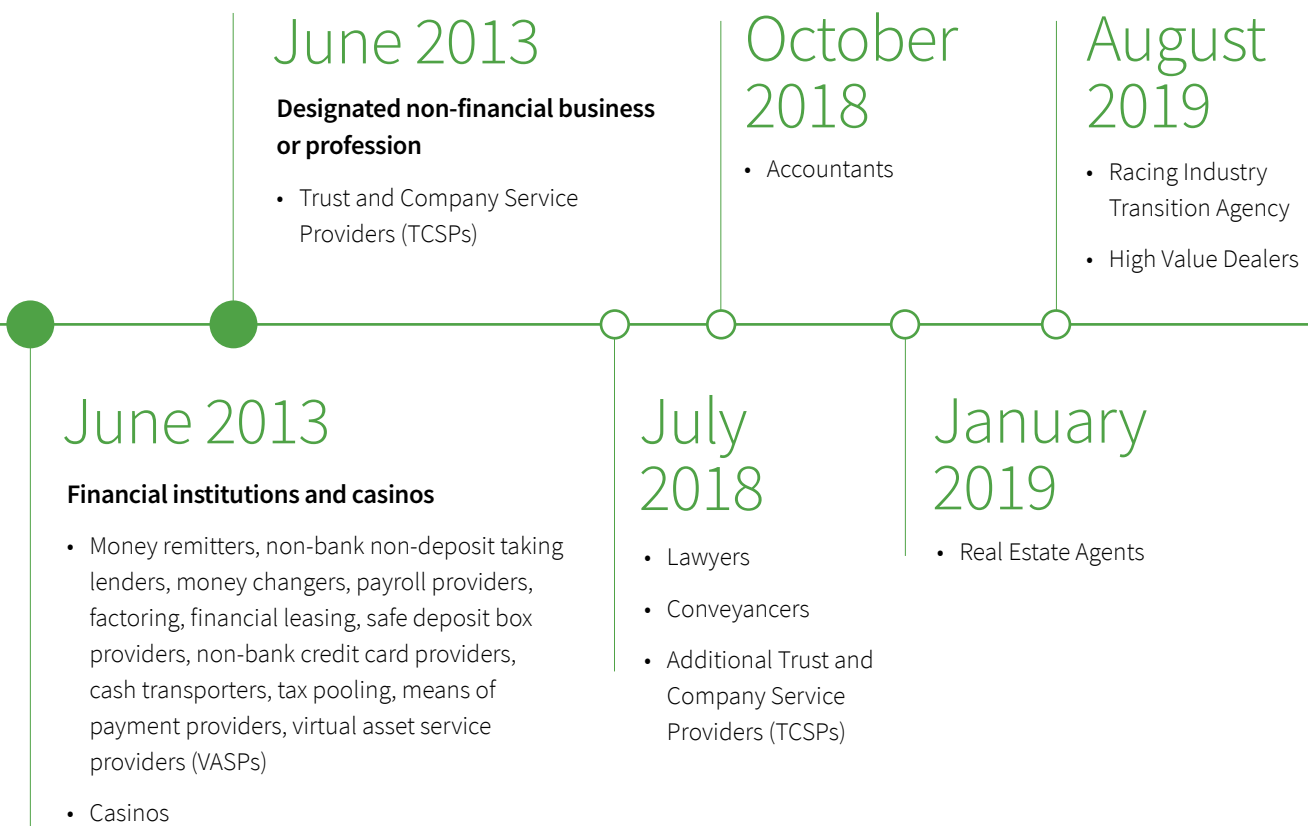 June 2013
Designated non-financial business
or profession
• Trust and Company Service
Providers (TCSPs)
October
2018
• Accountants
August
2019
• Racing Industry
Transition Agency
• High Value Dealers
June 2013
Financial institutions and casinos
• Money remitters, non-bank non-deposit taking
lenders, money changers, payroll providers,
factoring, financial leasing, safe deposit box
providers, non-bank credit card providers,
cash transporters, tax pooling, means of
payment providers, virtual asset service
providers (VASPs)
• Casinos
July
2018
• Lawyers
• Conveyancers
• Additional Trust and
Company Service
Providers (TCSPs)
January
2019
• Real Estate Agents